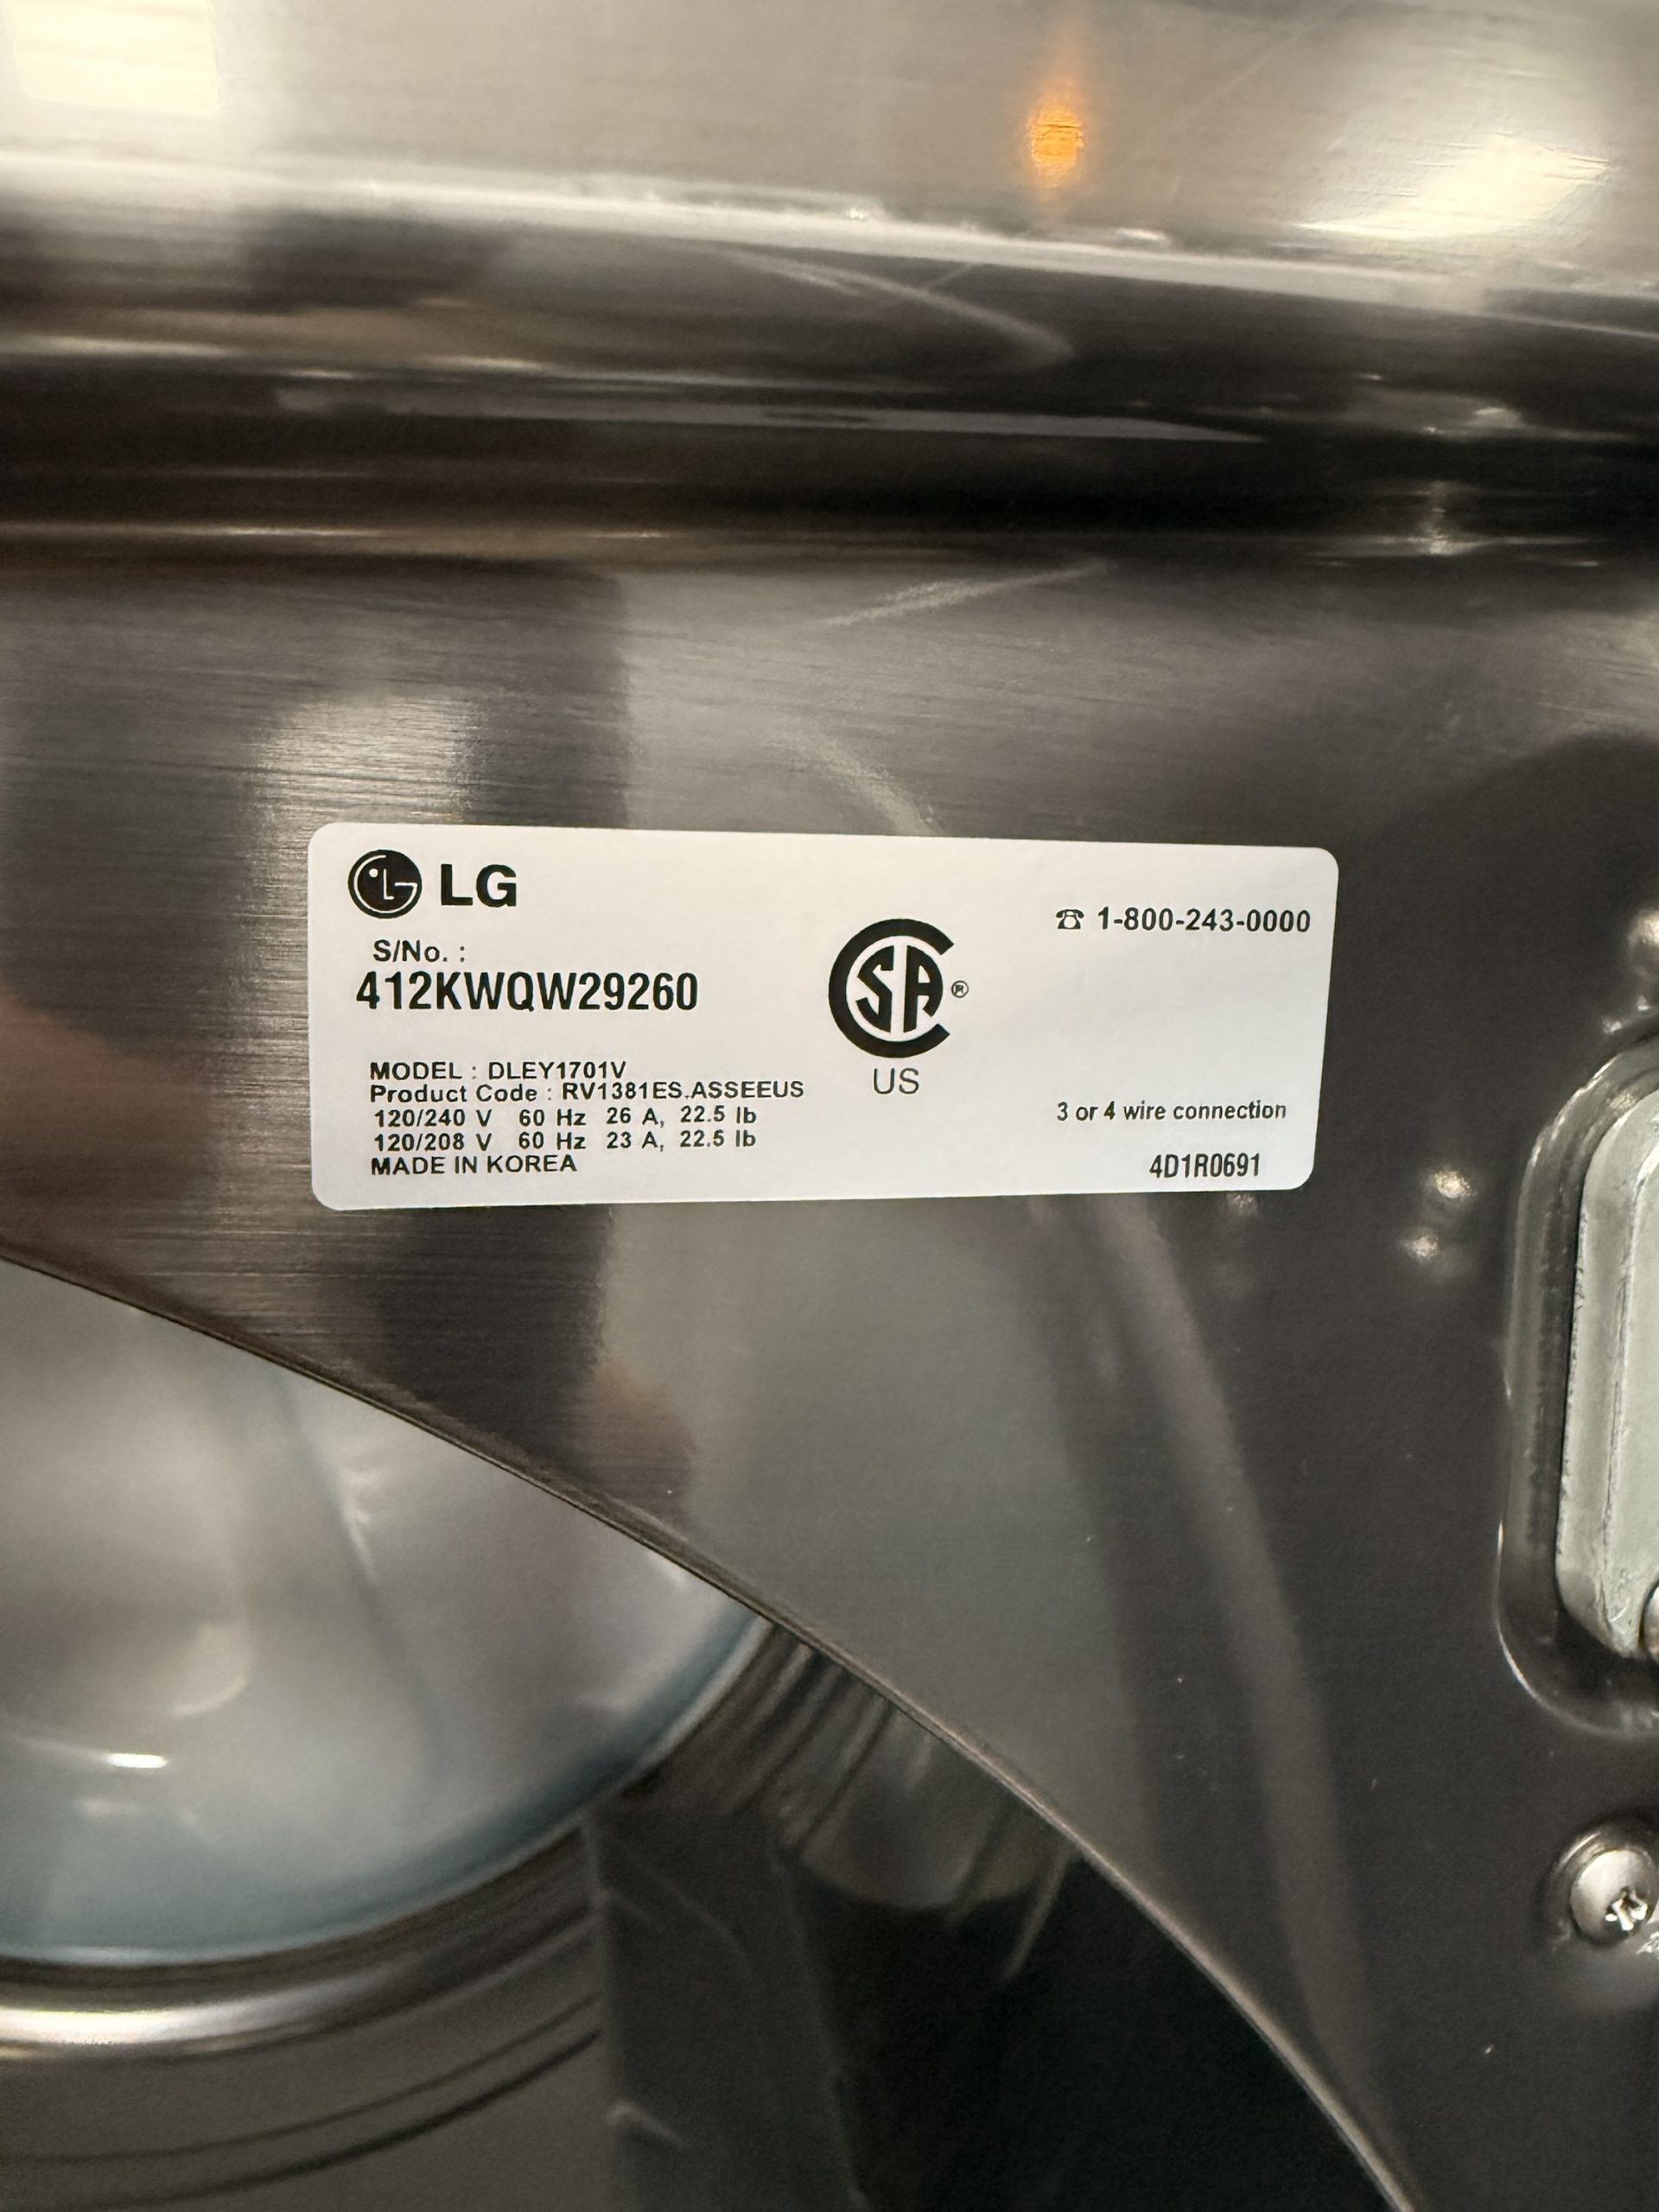 LG
S/No. :
412KWQW29260
MODEL : DLEY1701V
Product Code : RV1381ES.ASSEEUS
120/240 V 60 Hz 26 A, 22.5 lb
120/208 V 60 Hz 23 A, 22.5 lb
MADE IN KOREA
SA®
US
☎ 1-800-243-0000
3 or 4 wire connection
4D1R0691